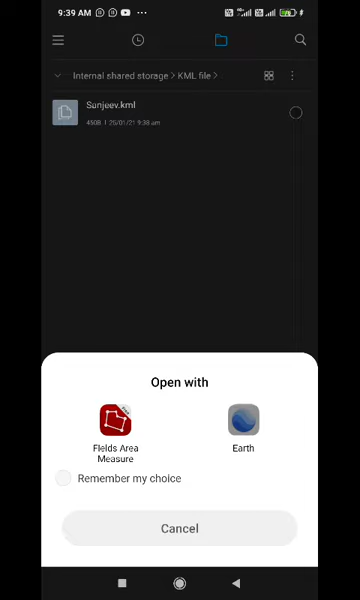 9:39 AM
Internal shared storage > KML file >
Sunjeev.kml
450B | 25/01/21 9:38 am
Open with
Fields Area
Measure
Earth
Remember my choice
Cancel